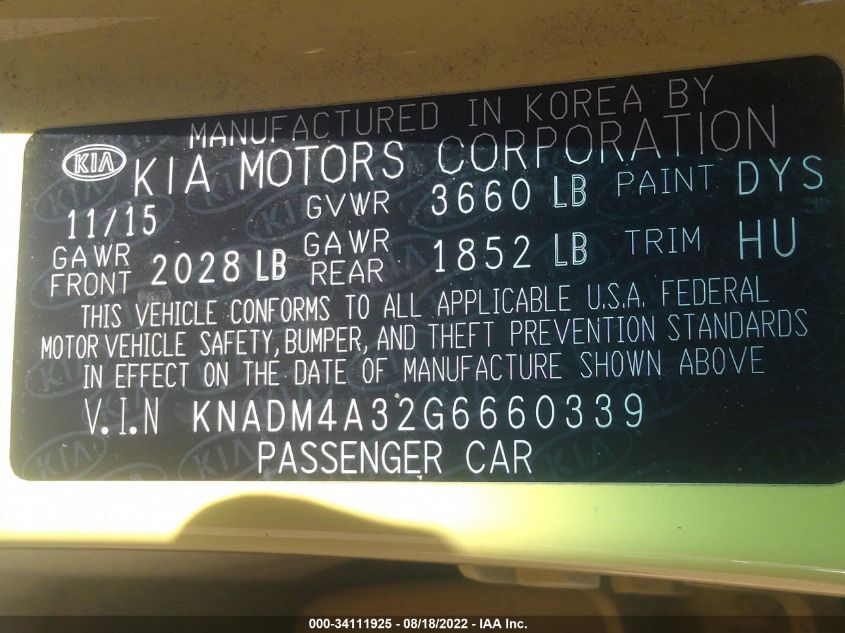 MANUFACTURED IN KOREA BY
KIA KIA MOTORS CORPORATION
11/15 GVWR 3660 LB PAINT DYS
GAWR FRONT 2028 LB GAWR REAR 1852 LB TRIM HU
THIS VEHICLE CONFORMS TO ALL APPLICABLE U.S.A. FEDERAL
MOTOR VEHICLE SAFETY, BUMPER, AND THEFT PREVENTION STANDARDS
IN EFFECT ON THE DATE OF MANUFACTURE SHOWN ABOVE
V.I.N KNADM4A32G6660339
PASSENGER CAR
000-34111925 - 08/18/2022 - IAA Inc.